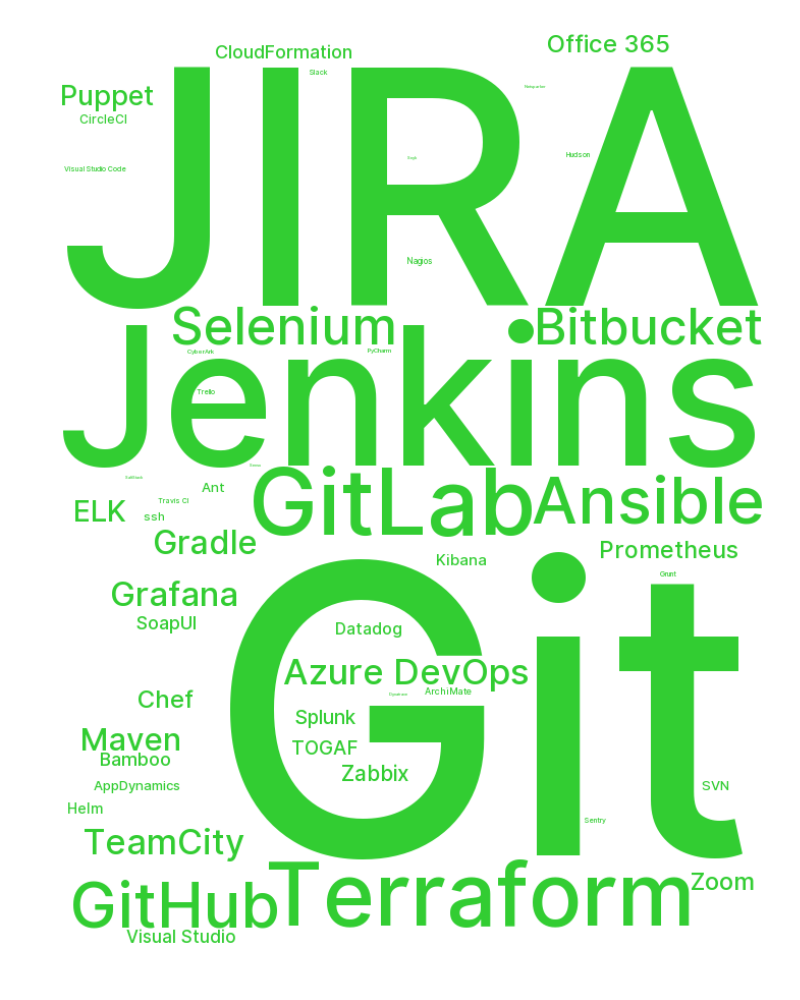 Office 365
CloudFormation
Slack
Puppet
CircleCI
JIRA
Hudson
Visual Studio Code
Nagios
Selenium
Bitbucket
Jenkins
CyberArk
PyCharm
Trello
GitLab
Ansible
Ant
Travis CI
ELK
ssh
Gradle
Prometheus
Kibana
Grunt
Git
Grafana
SoapUI
Datadog
Azure DevOps
ArchiMate
Chef
Splunk
Maven
TOGAF
Bamboo
Zabbix
AppDynamics
SVN
Helm
Sentry
TeamCity
Terraform
Zoom
GitHub
Visual Studio